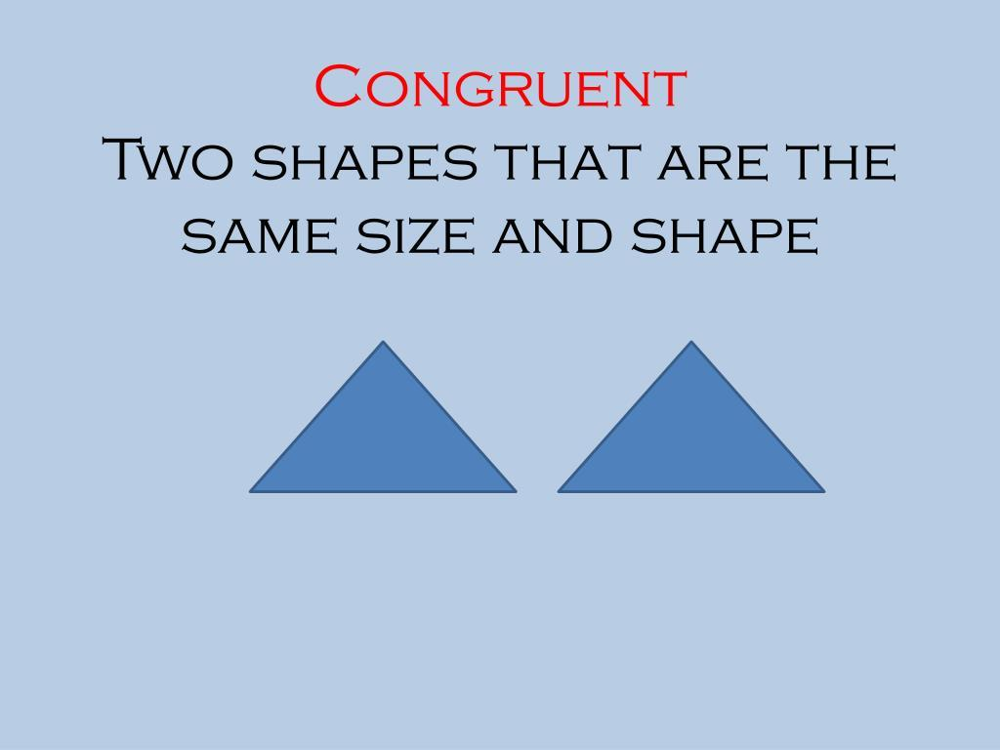 Congruent
Two shapes that are the
same size and shape